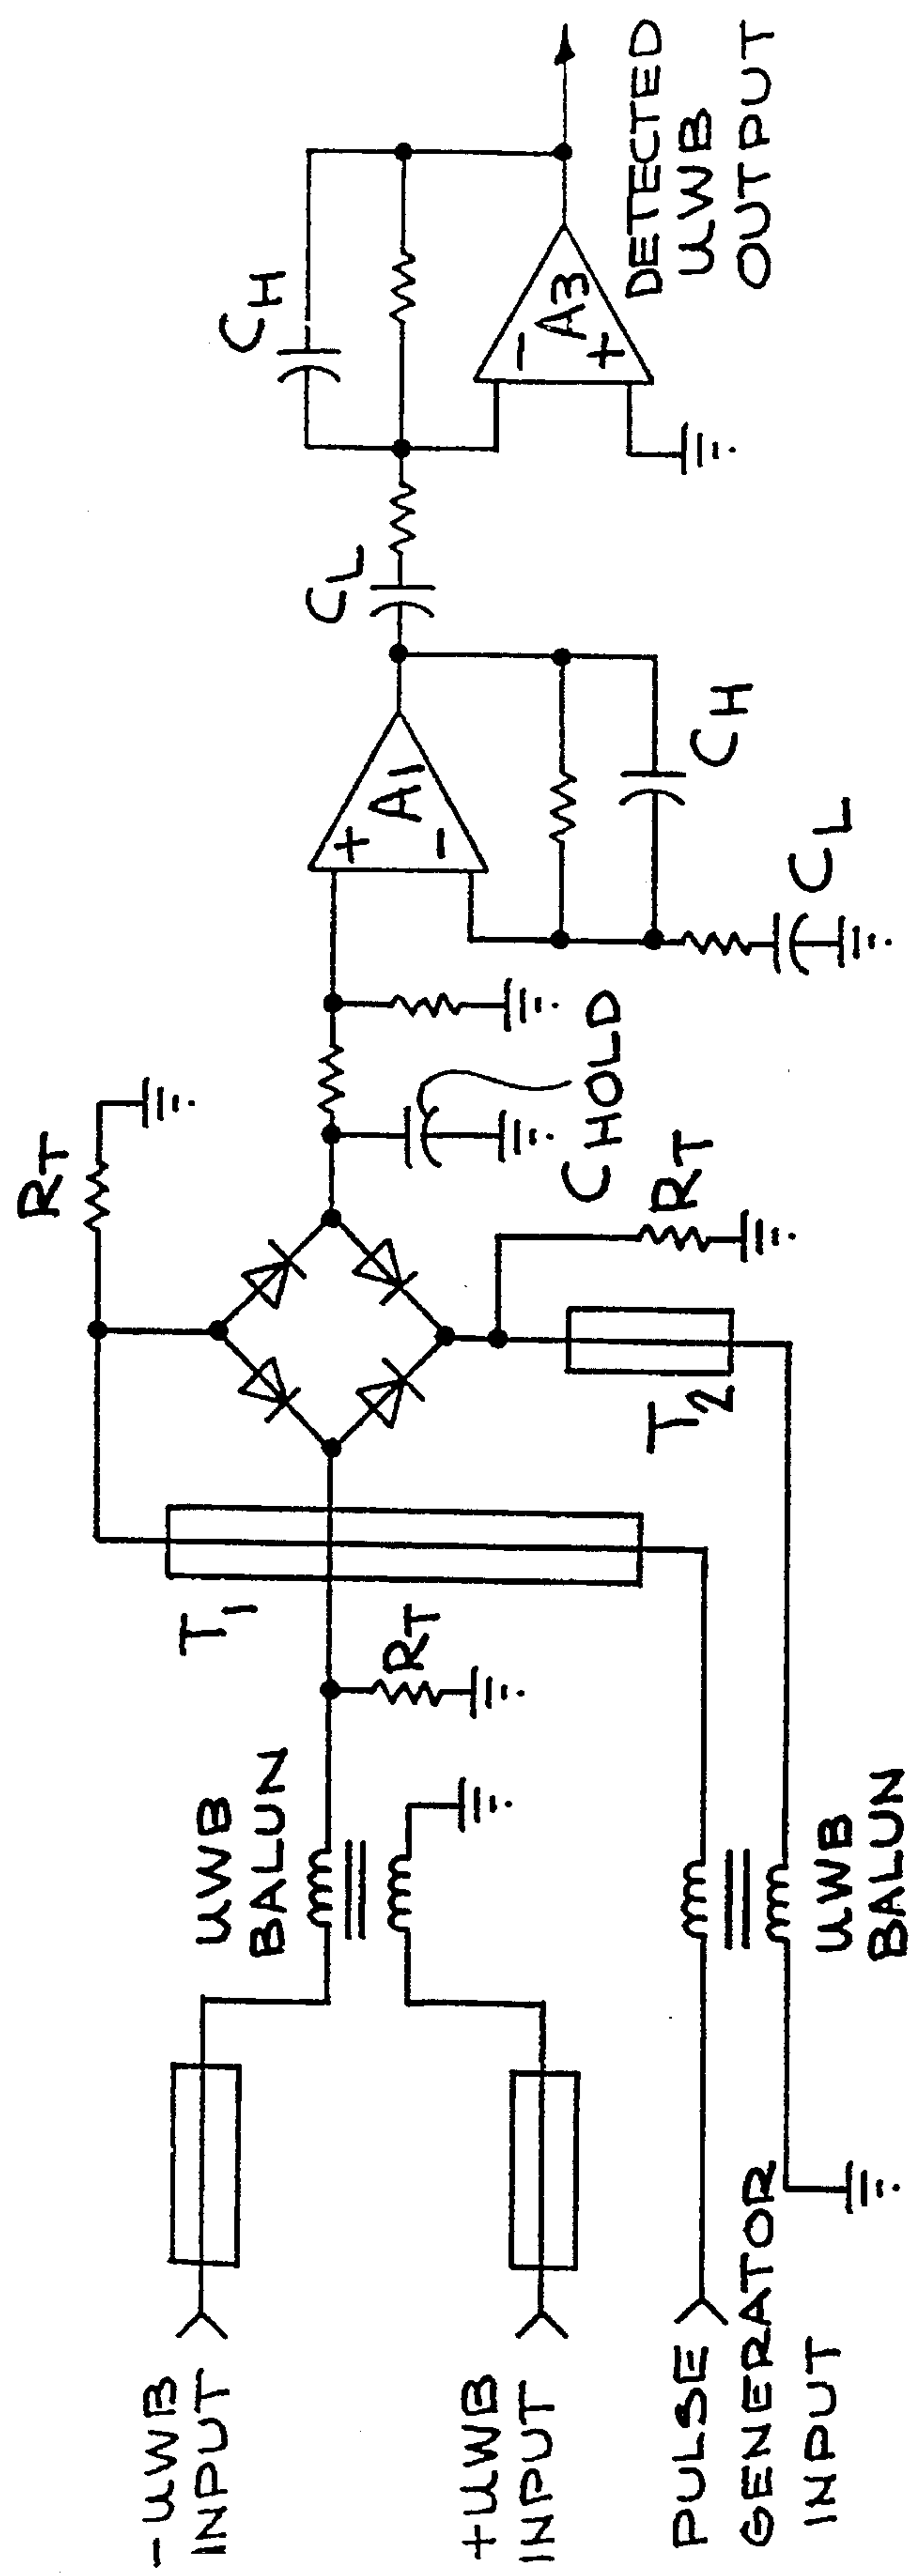 -UWB
INPUT
+UWB
INPUT
PULSE
GENERATOR
INPUT
UWB
BALUN
UWB
BALUN
RT
T1
T2
RT
RT
CHOLD
+
A1
-
CL
CH
CL
CH
-
A3
+
DETECTED
UWB
OUTPUT